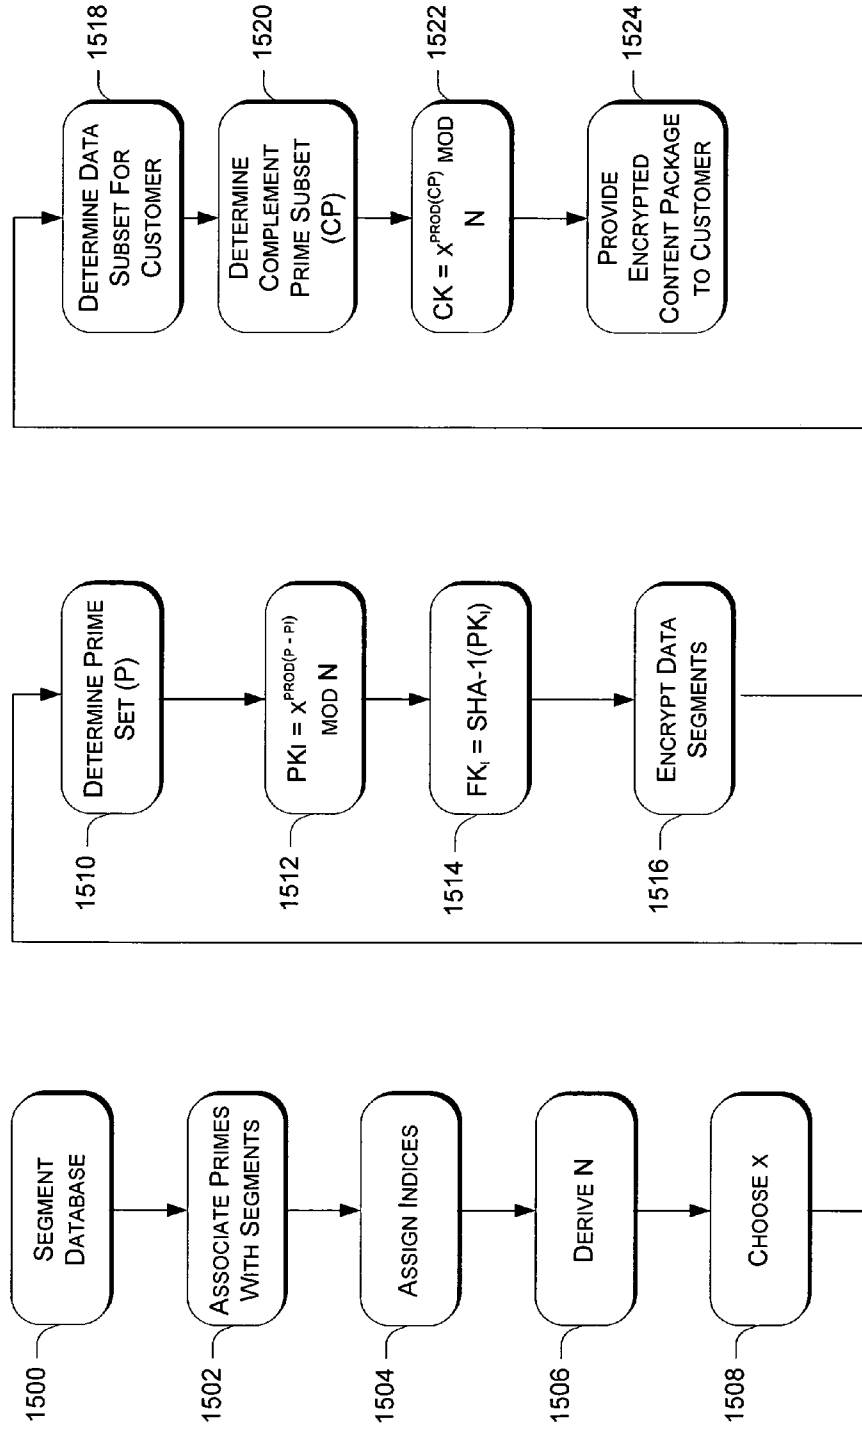 1500
SEGMENT
DATABASE
1502
ASSOCIATE PRIMES
WITH SEGMENTS
1504
ASSIGN INDICES
1506
DERIVE N
1508
CHOOSE X
1510
DETERMINE PRIME
SET (P)
1512
PKI = X^PROD(P - PI)
MOD N
1514
FK_I = SHA-1(PK_I)
1516
ENCRYPT DATA
SEGMENTS
1518
DETERMINE DATA
SUBSET FOR
CUSTOMER
1520
DETERMINE
COMPLEMENT
PRIME SUBSET
(CP)
1522
CK = X^PROD(CP) MOD
N
1524
PROVIDE
ENCRYPTED
CONTENT PACKAGE
TO CUSTOMER